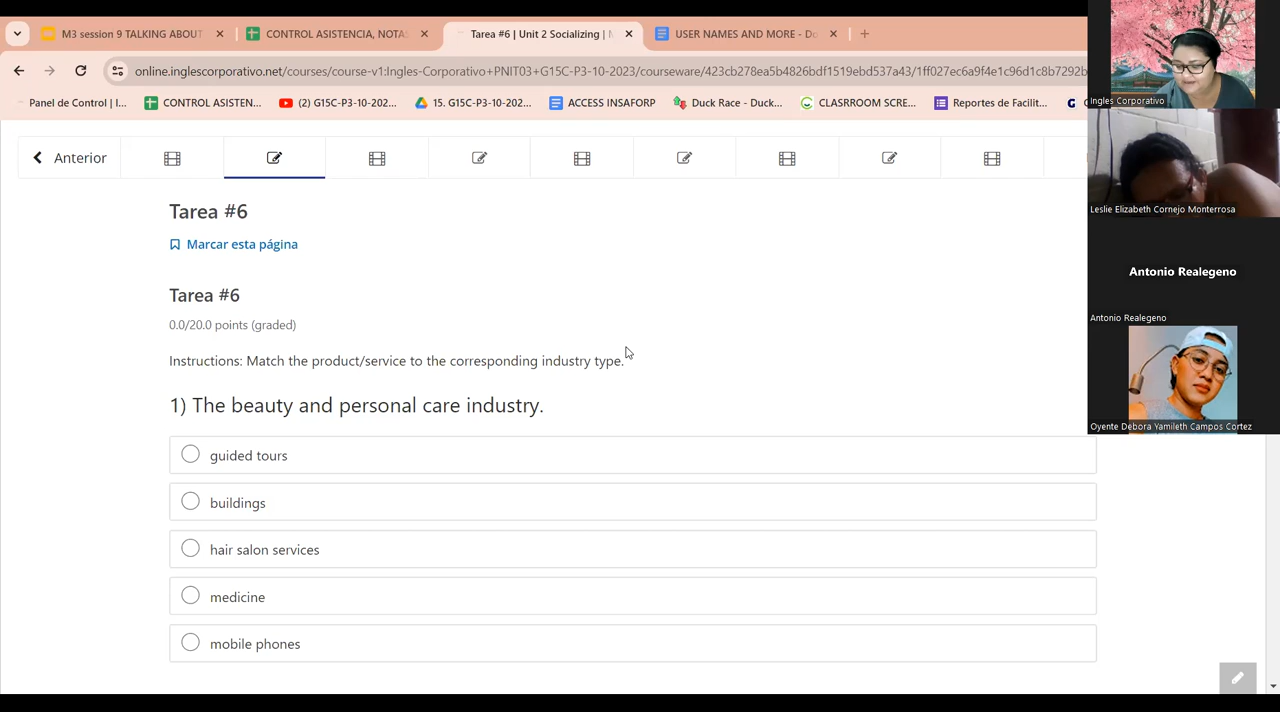 M3 session 9 TALKING ABOUT
CONTROL ASISTENCIA, NOTAS
Tarea #6 | Unit 2 Socializing |
USER NAMES AND MORE - Do
online.inglescorporativo.net/courses/course-v1:Ingles-Corporativo+PNIT03+G15C-P3-10-2023/courseware/423cb278ea5b4826bdf1519ebd537a43/1ff027ec6a9f4e1c96d1c8b7292b
Panel de Control | I...
CONTROL ASISTEN...
(2) G15C-P3-10-202...
15. G15C-P3-10-202...
ACCESS INSAFORP
Duck Race - Duck...
CLASRROOM SCRE...
Reportes de Facilit...
Ingles Corporativo
Anterior
Leslie Elizabeth Cornejo Monterrosa
Tarea #6
Marcar esta página
Antonio Realegeno
Antonio Realegeno
Tarea #6
0.0/20.0 points (graded)
Instructions: Match the product/service to the corresponding industry type.
1) The beauty and personal care industry.
Oyente Debora Yamileth Campos Cortez
guided tours
buildings
hair salon services
medicine
mobile phones